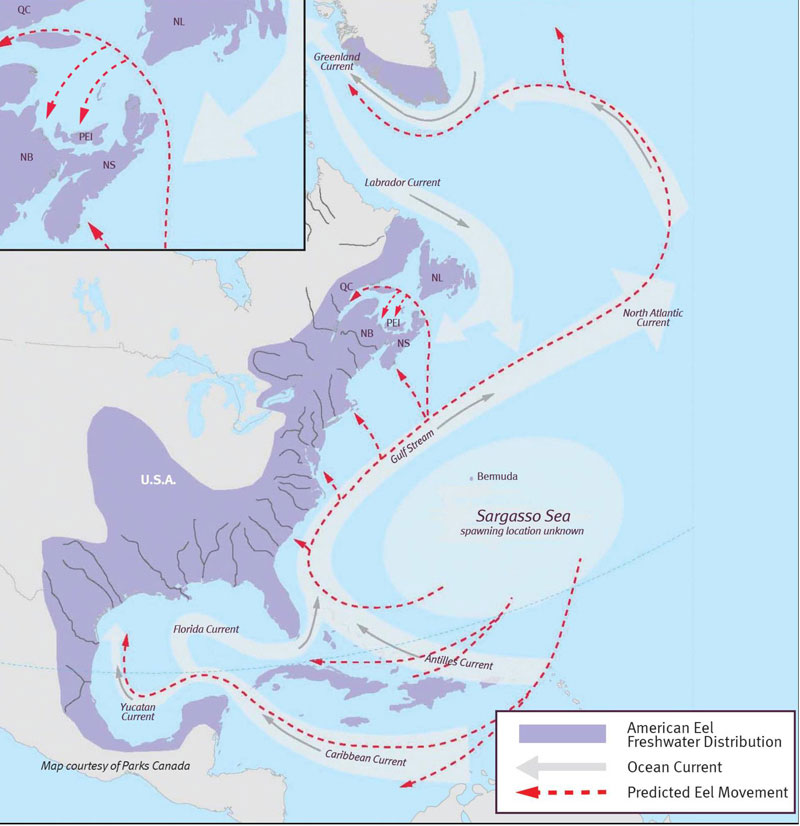 QC
NL
PEI
NB
NS
Greenland
Current
Labrador Current
NL
QC
PEI
NB
NS
North Atlantic
Current
Gulf Stream
U.S.A.
Bermuda
Sargasso Sea
spawning location unknown
Florida Current
Antilles Current
Yucatan
Current
Caribbean Current
Map courtesy of Parks Canada
American Eel
Freshwater Distribution
Ocean Current
Predicted Eel Movement